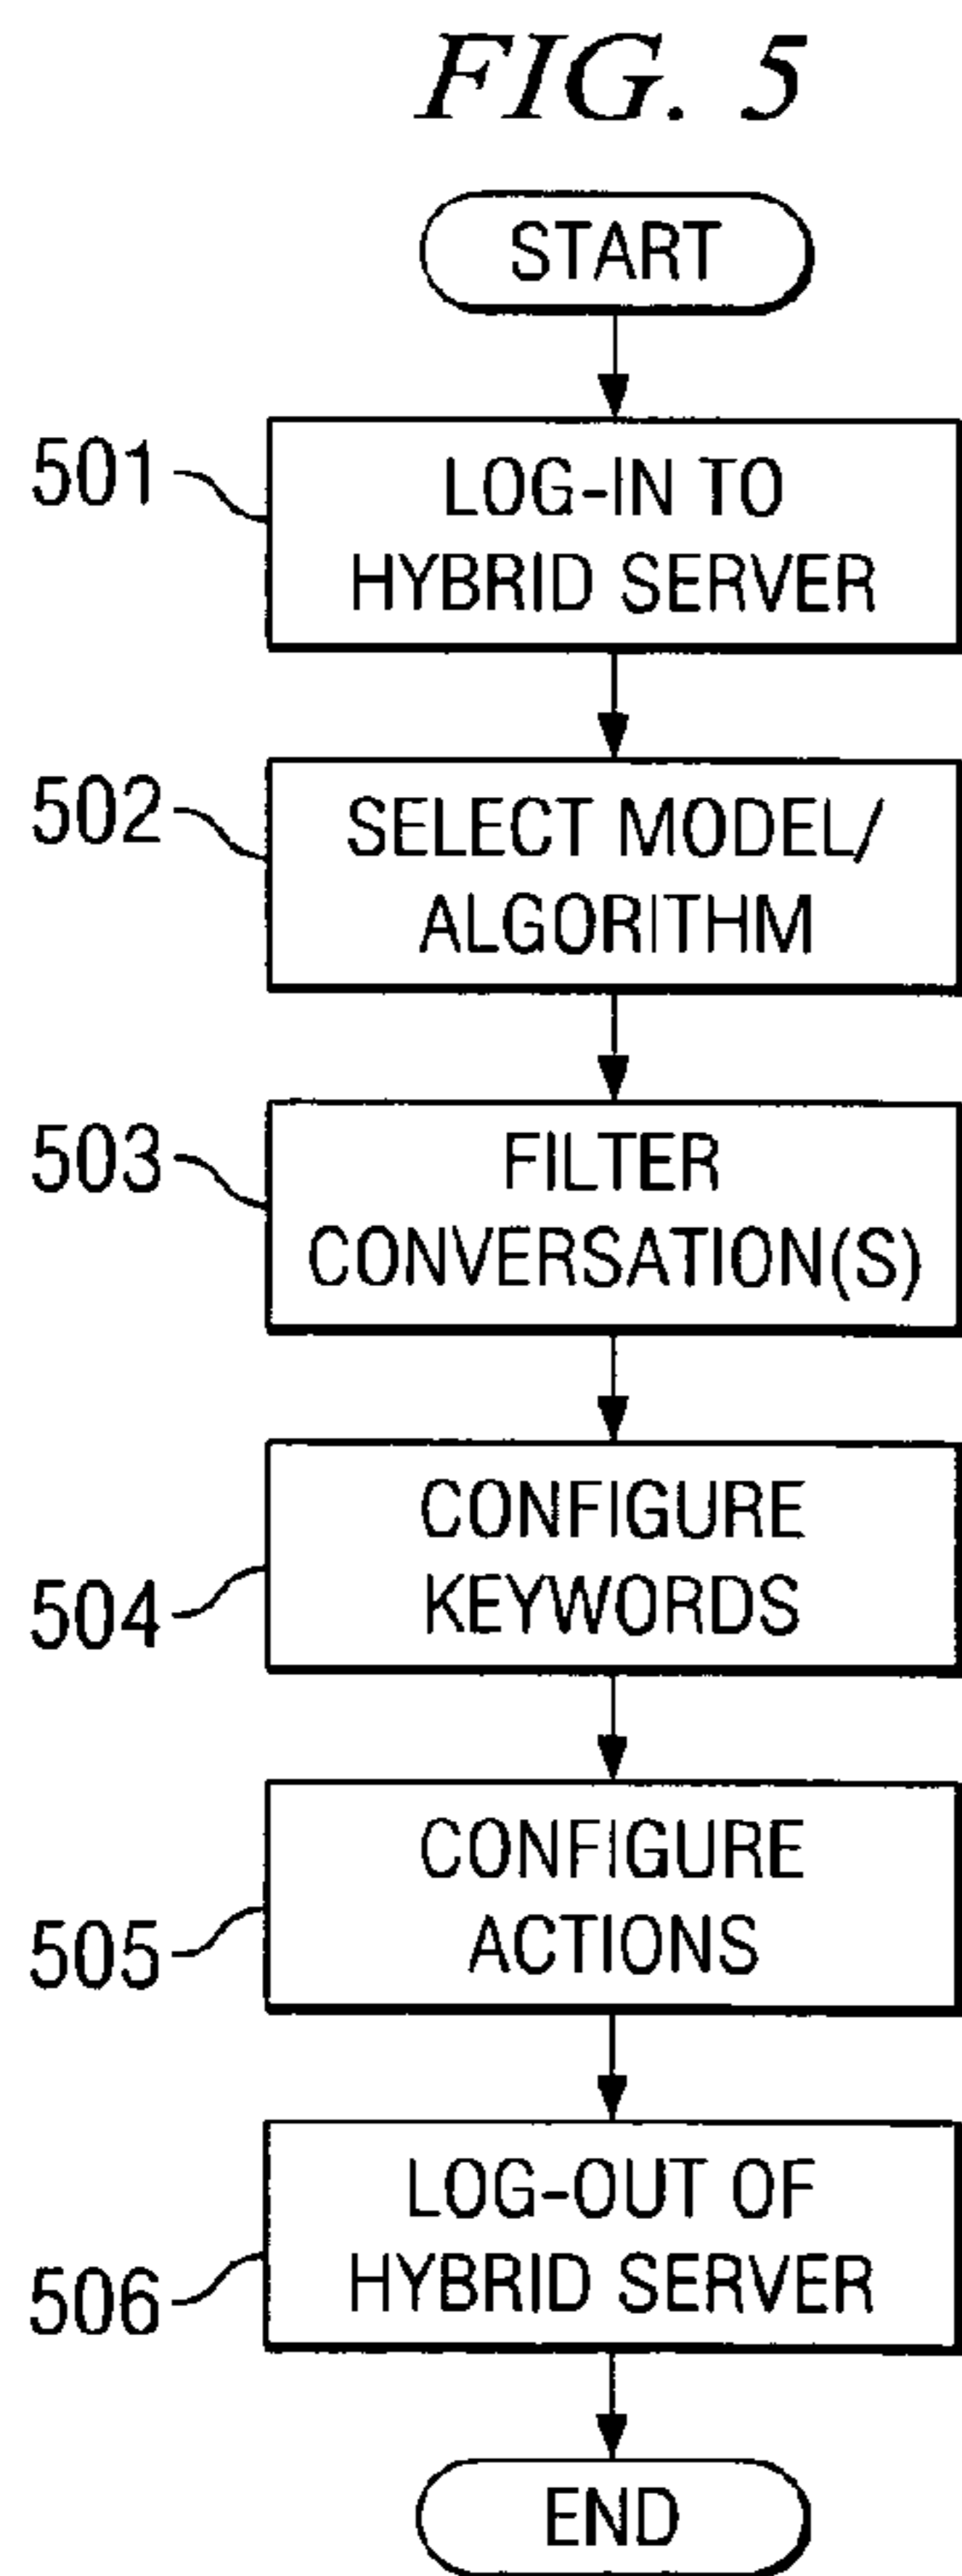 FIG. 5
START
501
LOG-IN TO
HYBRID SERVER
502
SELECT MODEL/
ALGORITHM
503
FILTER
CONVERSATION(S)
504
CONFIGURE
KEYWORDS
505
CONFIGURE
ACTIONS
506
LOG-OUT OF
HYBRID SERVER
END